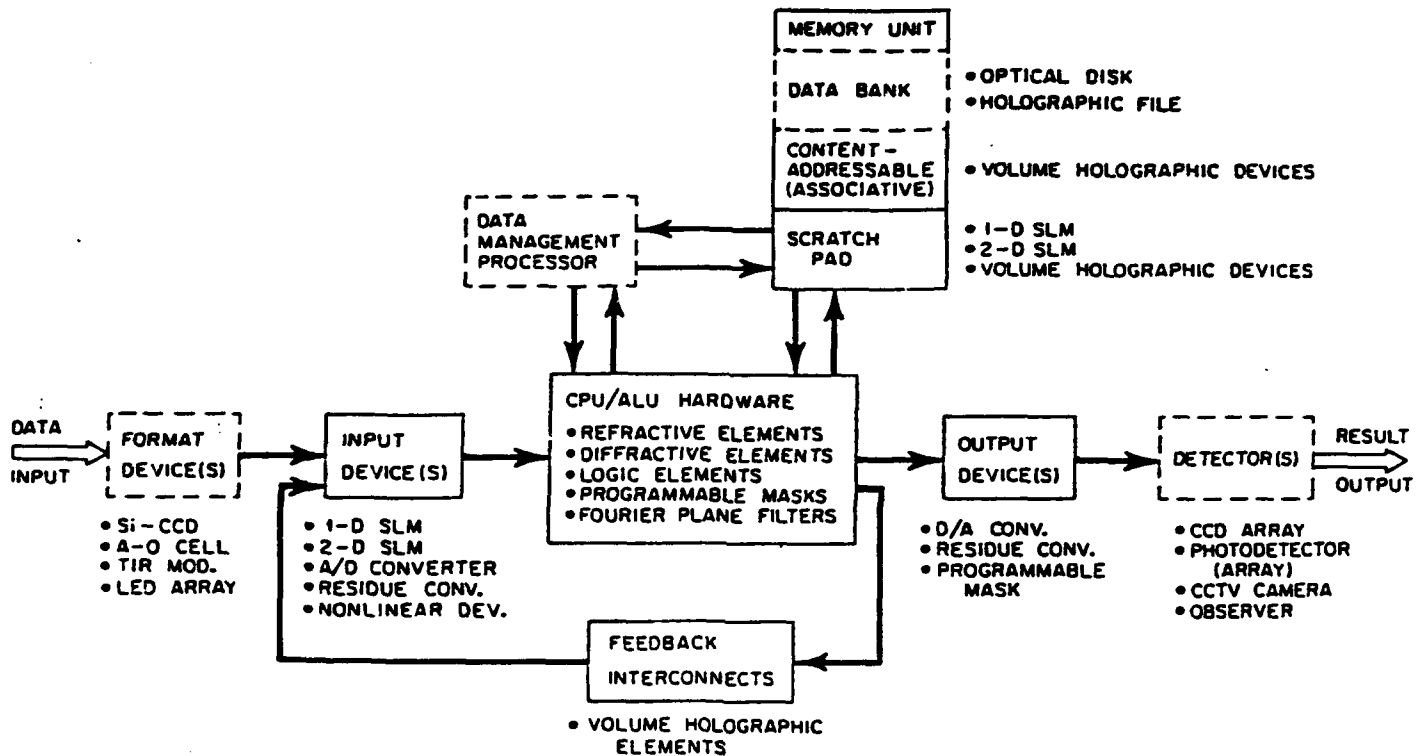 MEMORY UNIT
DATA BANK
• OPTICAL DISK
• HOLOGRAPHIC FILE
CONTENT-
ADDRESSABLE
(ASSOCIATIVE)
• VOLUME HOLOGRAPHIC DEVICES
DATA
MANAGEMENT
PROCESSOR
SCRATCH
PAD
• 1-D SLM
• 2-D SLM
• VOLUME HOLOGRAPHIC DEVICES
DATA
INPUT
FORMAT
DEVICE(S)
• Si-CCD
• A-O CELL
• TIR MOD.
• LED ARRAY
INPUT
DEVICE(S)
• 1-D SLM
• 2-D SLM
• A/D CONVERTER
• RESIDUE CONV.
• NONLINEAR DEV.
CPU/ALU HARDWARE
• REFRACTIVE ELEMENTS
• DIFFRACTIVE ELEMENTS
• LOGIC ELEMENTS
• PROGRAMMABLE MASKS
• FOURIER PLANE FILTERS
OUTPUT
DEVICE(S)
• D/A CONV.
• RESIDUE CONV.
• PROGRAMMABLE
MASK
DETECTOR(S)
• CCD ARRAY
• PHOTODETECTOR
(ARRAY)
• CCTV CAMERA
• OBSERVER
RESULT
OUTPUT
FEEDBACK
INTERCONNECTS
• VOLUME HOLOGRAPHIC
ELEMENTS